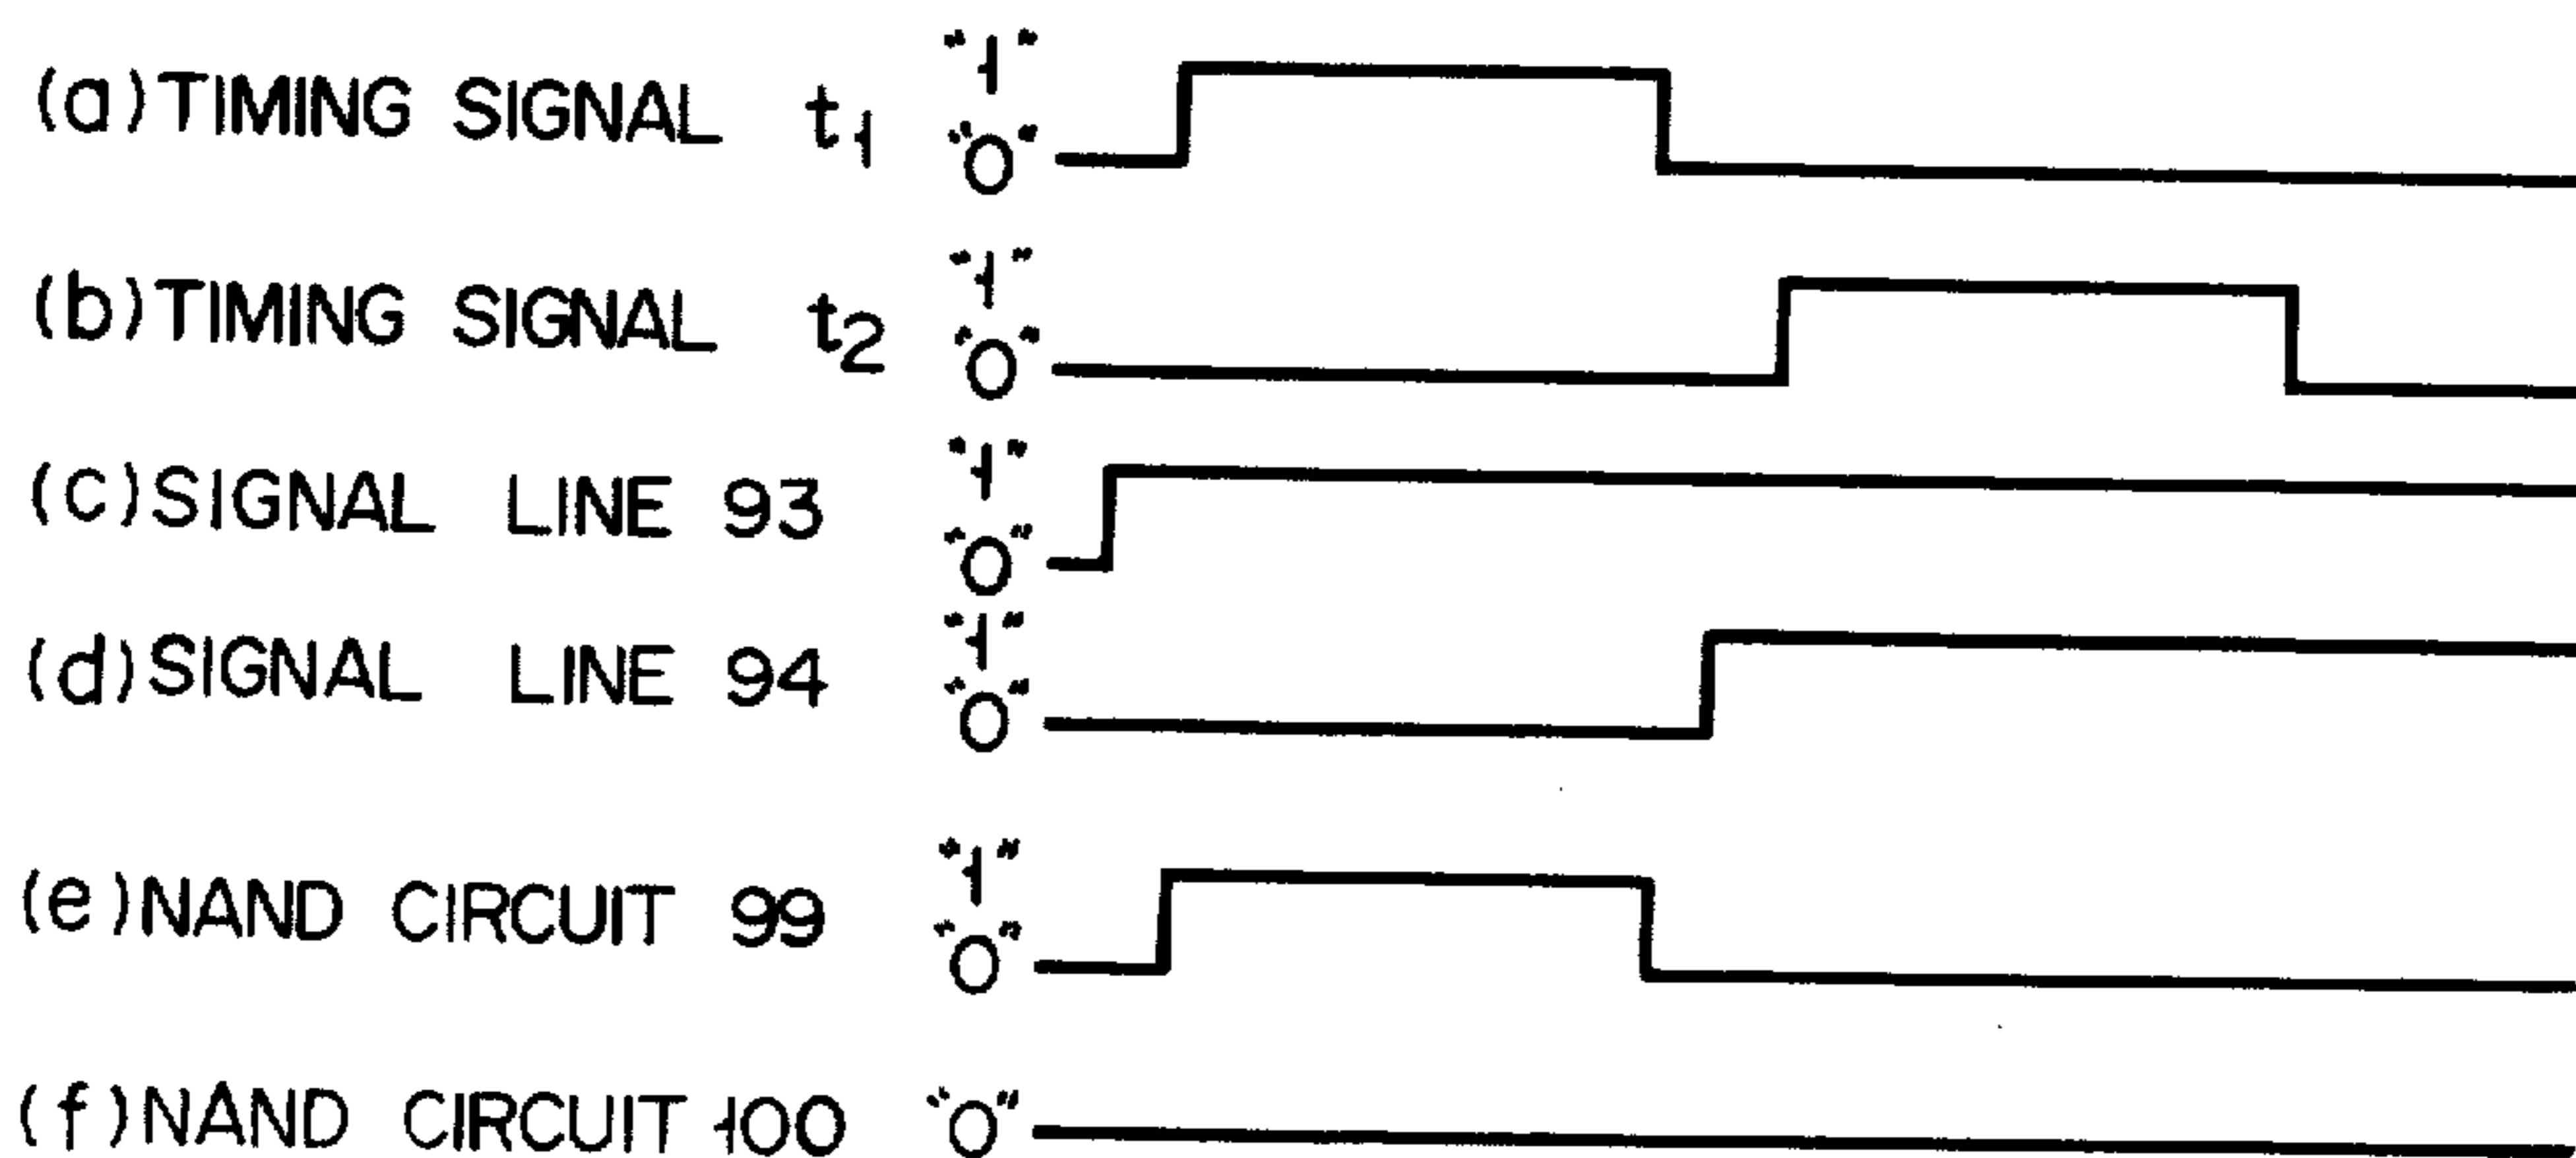 (a) TIMING SIGNAL t1 "1" "0"
(b) TIMING SIGNAL t2 "1" "0"
(c) SIGNAL LINE 93 "1" "0"
(d) SIGNAL LINE 94 "1" "0"
(e) NAND CIRCUIT 99 "1" "0"
(f) NAND CIRCUIT 100 "0"